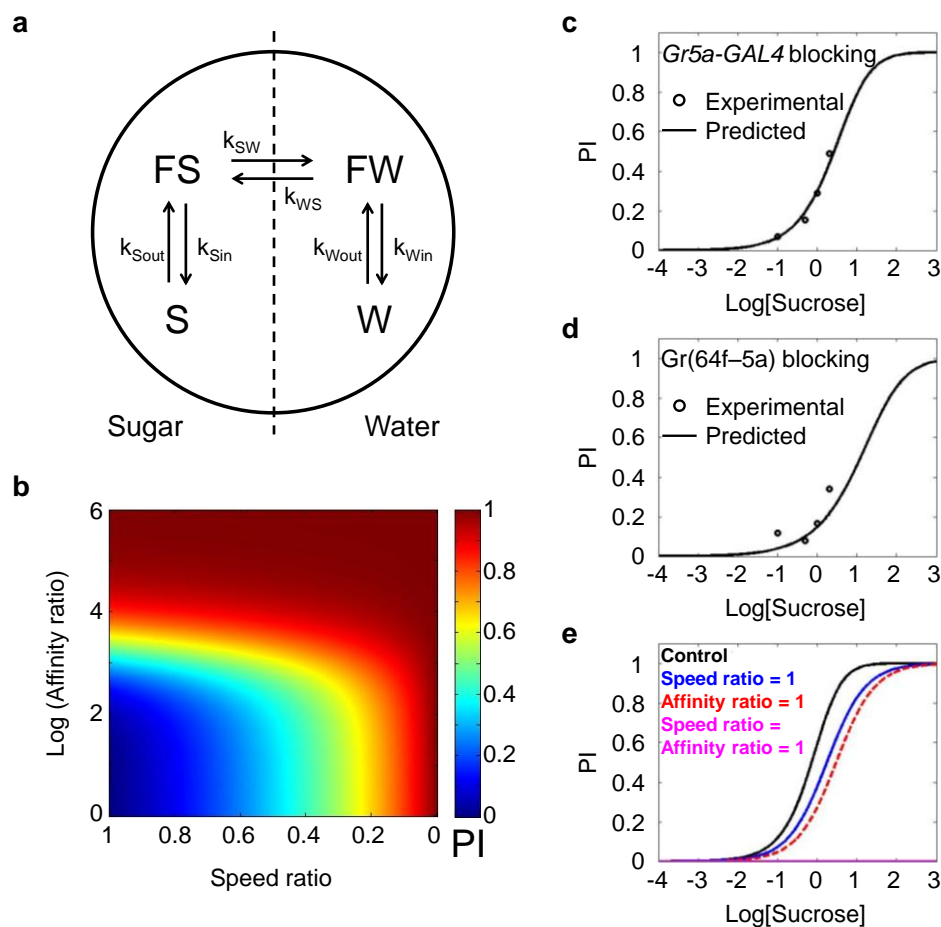 a
k_SW
FS
FW
k_WS
k_Sout
k_Sin
k_Wout
k_Win
S
W
Sugar
Water
b
6
4
2
0
Log (Affinity ratio)
1
0.8
0.6
0.4
0.2
0
Speed ratio
1
0.8
0.6
0.4
0.2
0
PI
c
1
0.8
0.6
0.4
0.2
0
PI
Gr5a-GAL4 blocking
Experimental
Predicted
-4 -3 -2 -1 0 1 2 3
Log[Sucrose]
d
1
0.8
0.6
0.4
0.2
0
PI
Gr(64f–5a) blocking
Experimental
Predicted
-4 -3 -2 -1 0 1 2 3
Log[Sucrose]
e
1
0.8
0.6
0.4
0.2
0
PI
Control
Speed ratio = 1
Affinity ratio = 1
Speed ratio =
Affinity ratio = 1
-4 -3 -2 -1 0 1 2 3
Log[Sucrose]